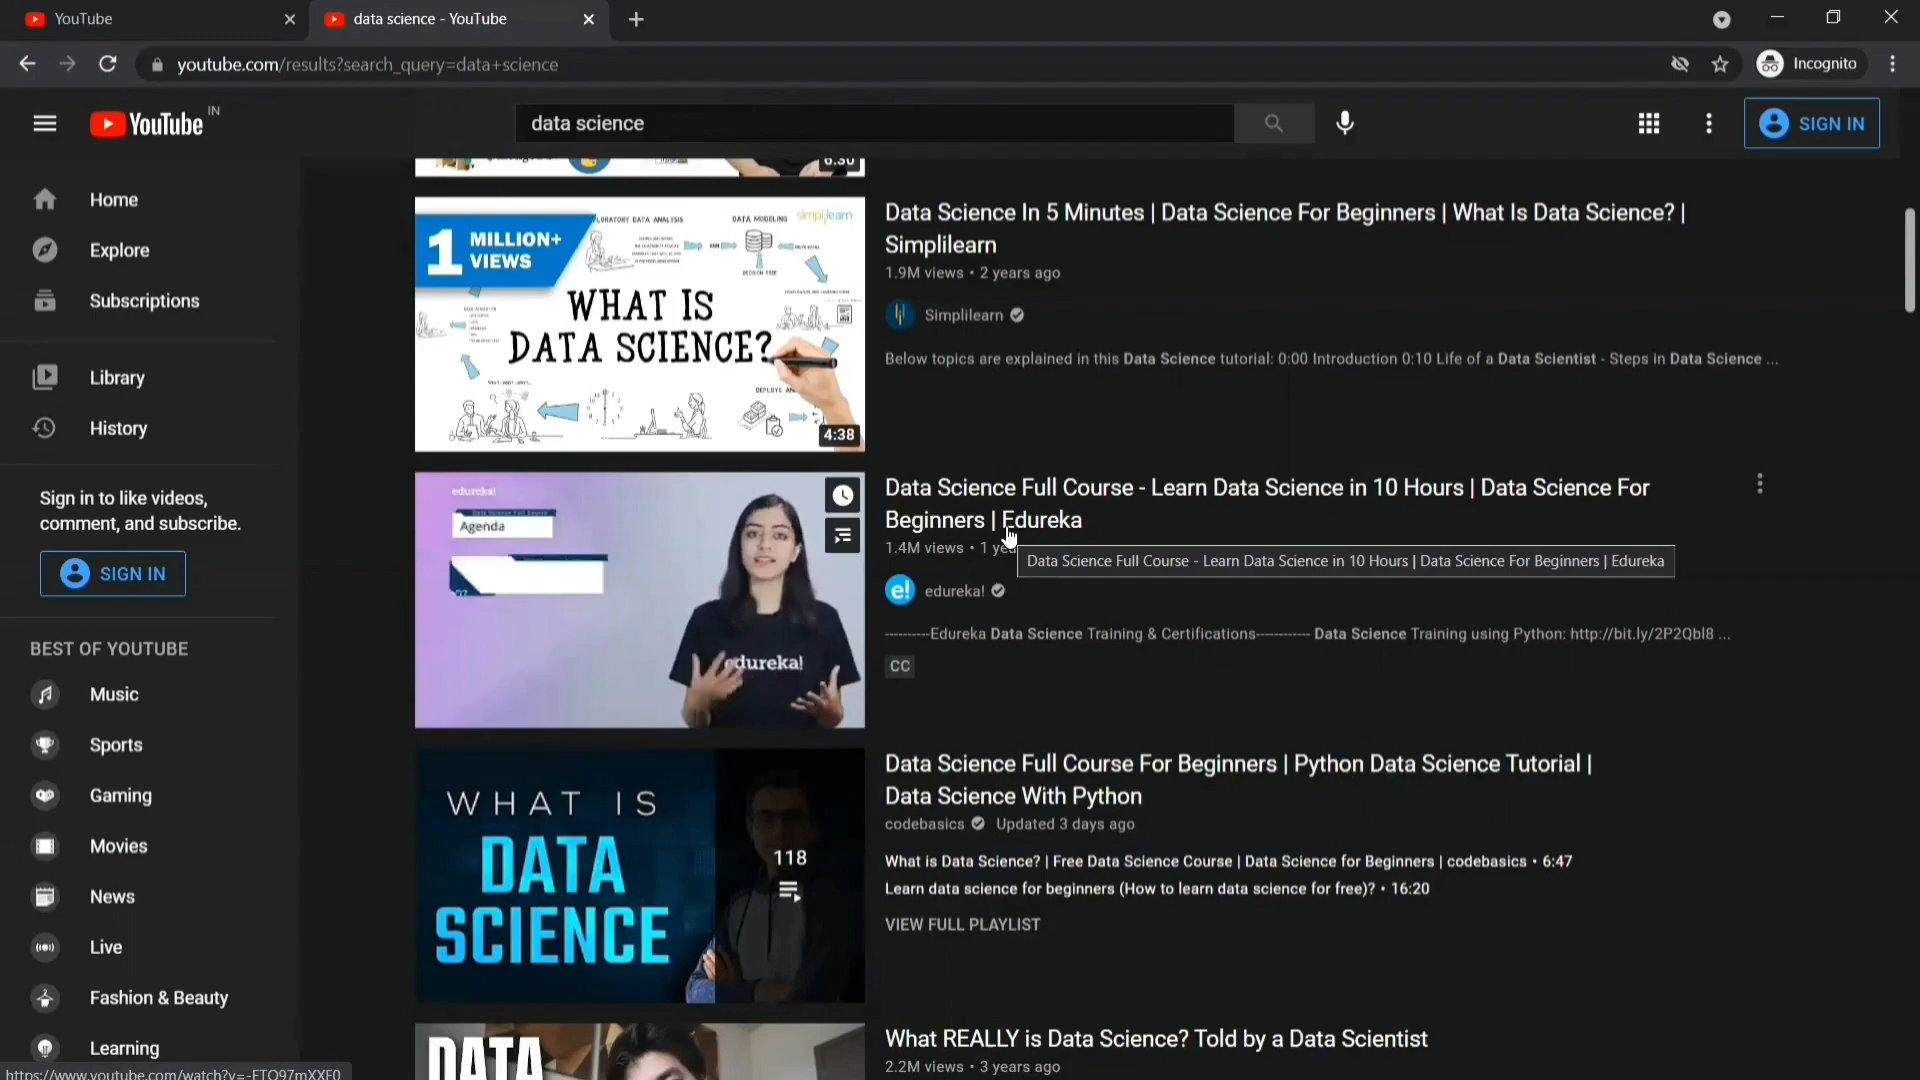 YouTube
data science - YouTube
youtube.com/results?search_query=data+science
Incognito
YouTube IN
data science
SIGN IN
Home
Explore
Subscriptions
Library
History
Sign in to like videos,
comment, and subscribe.
SIGN IN
BEST OF YOUTUBE
Music
Sports
Gaming
Movies
News
Live
Fashion & Beauty
Learning
6:30
1 MILLION+
VIEWS
DATA MODELING
simplilearn
WHAT IS
DATA SCIENCE?
4:38
Data Science In 5 Minutes | Data Science For Beginners | What Is Data Science? |
Simplilearn
1.9M views • 2 years ago
Simplilearn
Below topics are explained in this Data Science tutorial: 0:00 Introduction 0:10 Life of a Data Scientist - Steps in Data Science ...
edureka!
Agenda
edureka!
Data Science Full Course - Learn Data Science in 10 Hours | Data Science For
Beginners | Edureka
1.4M views • 1
Data Science Full Course - Learn Data Science in 10 Hours | Data Science For Beginners | Edureka
e! edureka!
----------Edureka Data Science Training & Certifications------------ Data Science Training using Python: http://bit.ly/2P2Qbl8 ...
CC
WHAT IS
DATA
SCIENCE
118
Data Science Full Course For Beginners | Python Data Science Tutorial |
Data Science With Python
codebasics Updated 3 days ago
What is Data Science? | Free Data Science Course | Data Science for Beginners | codebasics • 6:47
Learn data science for beginners (How to learn data science for free)? • 16:20
VIEW FULL PLAYLIST
DATA
What REALLY is Data Science? Told by a Data Scientist
2.2M views • 3 years ago